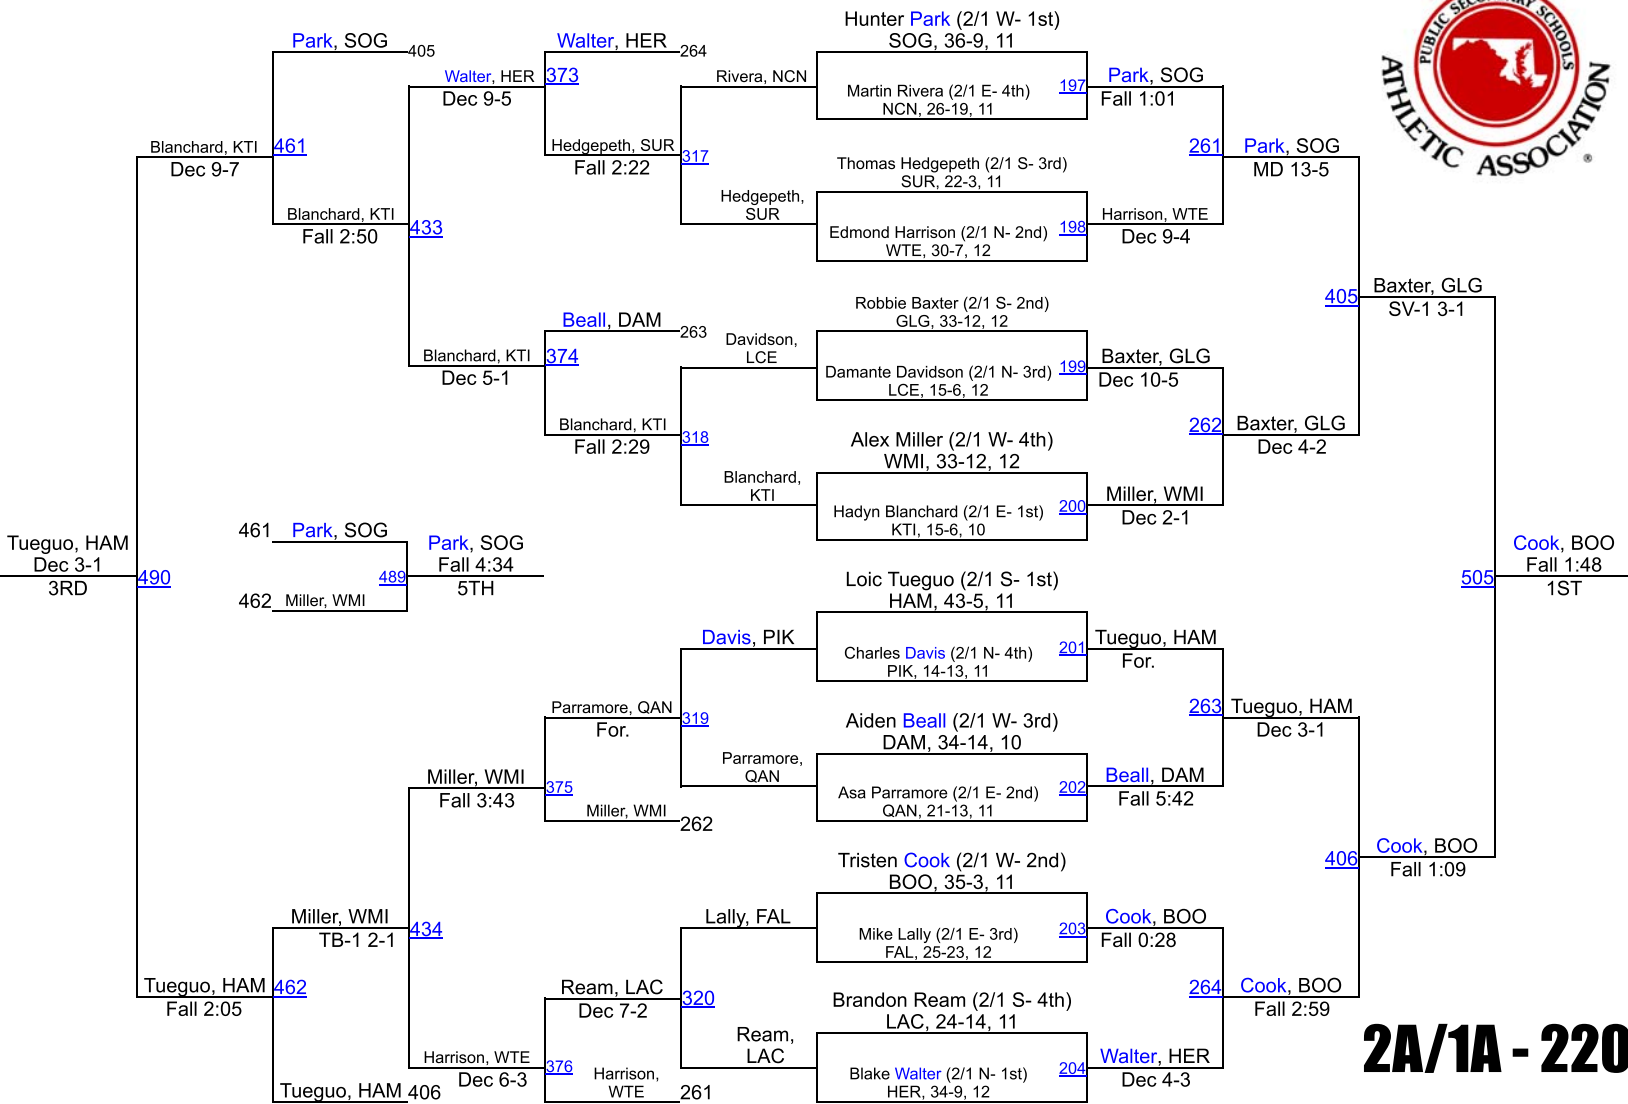 Hunter Park (2/1 W- 1st)
SOG, 36-9, 11
Martin Rivera (2/1 E- 4th)
NCN, 26-19, 11
197
Thomas Hedgepeth (2/1 S- 3rd)
SUR, 22-3, 11
Edmond Harrison (2/1 N- 2nd)
WTE, 30-7, 12
198
Robbie Baxter (2/1 S- 2nd)
GLG, 33-12, 12
Damante Davidson (2/1 N- 3rd)
LCE, 15-6, 12
199
Alex Miller (2/1 W- 4th)
WMI, 33-12, 12
Hadyn Blanchard (2/1 E- 1st)
KTI, 15-6, 10
200
Loic Tueguo (2/1 S- 1st)
HAM, 43-5, 11
Charles Davis (2/1 N- 4th)
PIK, 14-13, 11
201
Aiden Beall (2/1 W- 3rd)
DAM, 34-14, 10
Asa Parramore (2/1 E- 2nd)
QAN, 21-13, 11
202
Tristen Cook (2/1 W- 2nd)
BOO, 35-3, 11
Mike Lally (2/1 E- 3rd)
FAL, 25-23, 12
203
Brandon Ream (2/1 S- 4th)
LAC, 24-14, 11
Blake Walter (2/1 N- 1st)
HER, 34-9, 12
204
Park, SOG
Fall 1:01
261
Harrison, WTE
Dec 9-4
Baxter, GLG
Dec 10-5
262
Miller, WMI
Dec 2-1
Tueguo, HAM
For.
263
Beall, DAM
Fall 5:42
Cook, BOO
Fall 0:28
264
Walter, HER
Dec 4-3
Park, SOG
MD 13-5
405
Baxter, GLG
Dec 4-2
Tueguo, HAM
Dec 3-1
406
Cook, BOO
Fall 2:59
Baxter, GLG
SV-1 3-1
505
Cook, BOO
Fall 1:09
Cook, BOO
Fall 1:48
1ST
Rivera, NCN
317
Hedgepeth,
SUR
Davidson,
LCE
318
Blanchard,
KTI
Davis, PIK
319
Parramore,
QAN
Lally, FAL
320
Ream,
LAC
Walter, HER
264
373
Hedgepeth, SUR
Fall 2:22
Beall, DAM
263
374
Blanchard, KTI
Fall 2:29
Parramore, QAN
For.
375
Miller, WMI
262
Ream, LAC
Dec 7-2
376
Harrison,
WTE
261
Walter, HER
Dec 9-5
433
Blanchard, KTI
Dec 5-1
Miller, WMI
Fall 3:43
434
Harrison, WTE
Dec 6-3
Park, SOG
405
461
Blanchard, KTI
Fall 2:50
Miller, WMI
TB-1 2-1
462
Tueguo, HAM
406
Blanchard, KTI
Dec 9-7
490
Tueguo, HAM
Fall 2:05
Tueguo, HAM
Dec 3-1
3RD
461
Park, SOG
489
462
Miller, WMI
Park, SOG
Fall 4:34
5TH
PUBLIC SECONDARY SCHOOLS
ATHLETIC ASSOCIATION
®
2A/1A - 220